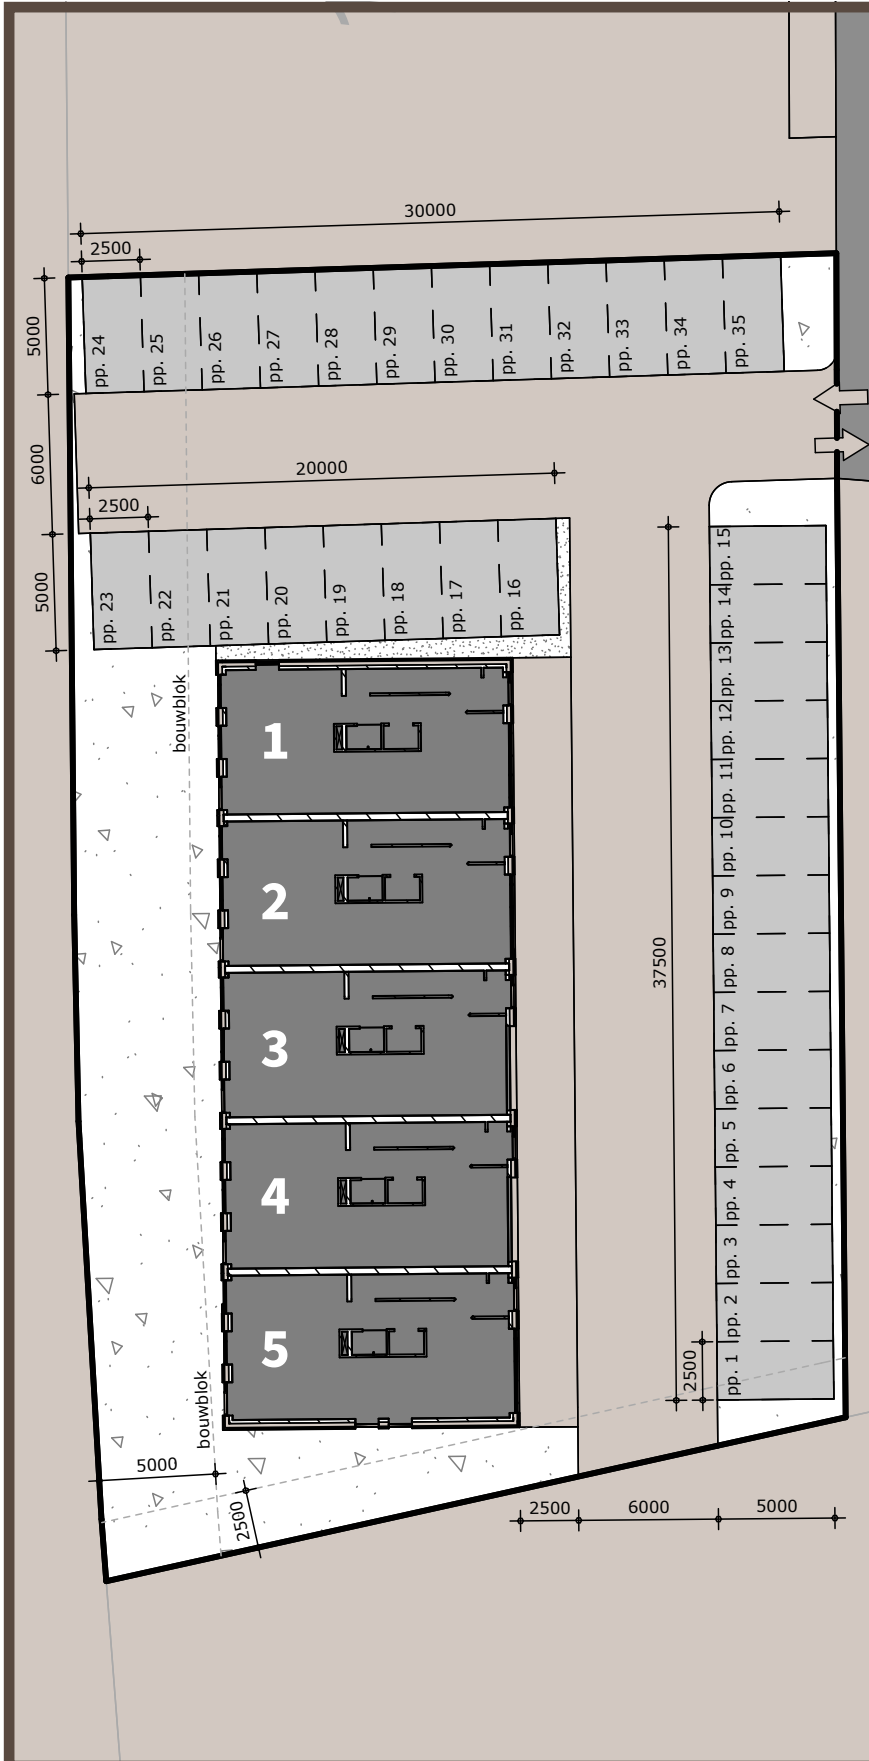 30000
2500
5000
pp. 24
pp. 25
pp. 26
pp. 27
pp. 28
pp. 29
pp. 30
pp. 31
pp. 32
pp. 33
pp. 34
pp. 35
6000
20000
2500
5000
pp. 23
pp. 22
pp. 21
pp. 20
pp. 19
pp. 18
pp. 17
pp. 16
pp. 15
pp. 14
pp. 13
pp. 12
pp. 11
pp. 10
pp. 9
pp. 8
pp. 7
pp. 6
pp. 5
pp. 4
pp. 3
pp. 2
pp. 1
bouwblok
1
2
3
4
5
37500
2500
bouwblok
5000
2500
2500
6000
5000